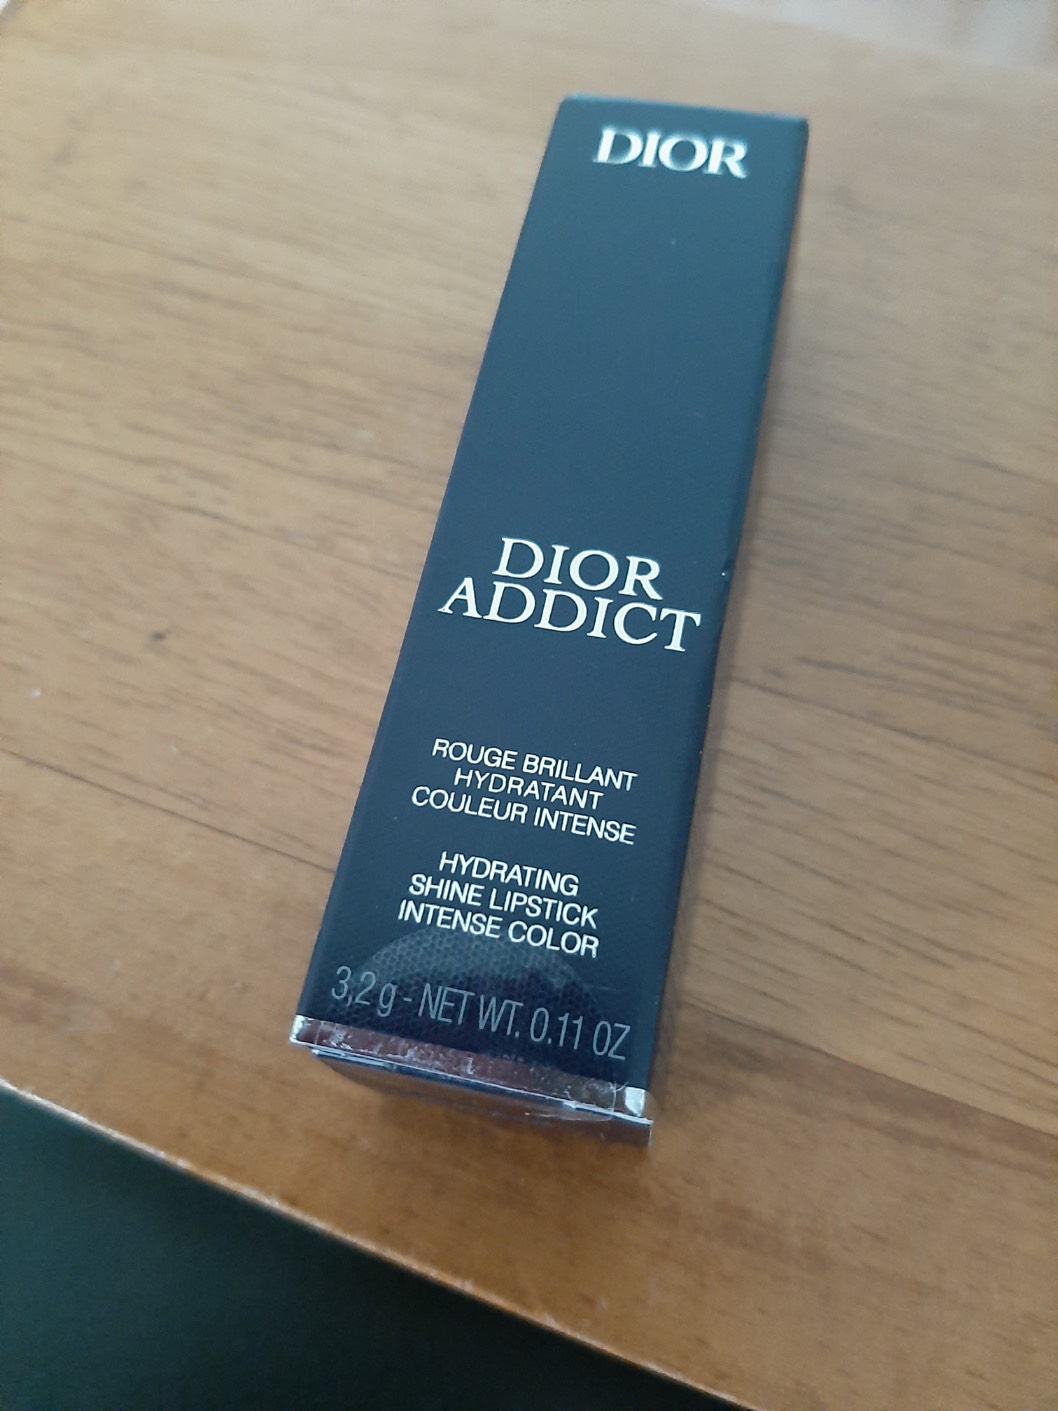 DIOR
DIOR
ADDICT
ROUGE BRILLANT
HYDRATANT
COULEUR INTENSE
HYDRATING
SHINE LIPSTICK
INTENSE COLOR
3,2 g - NET WT. 0.11 OZ